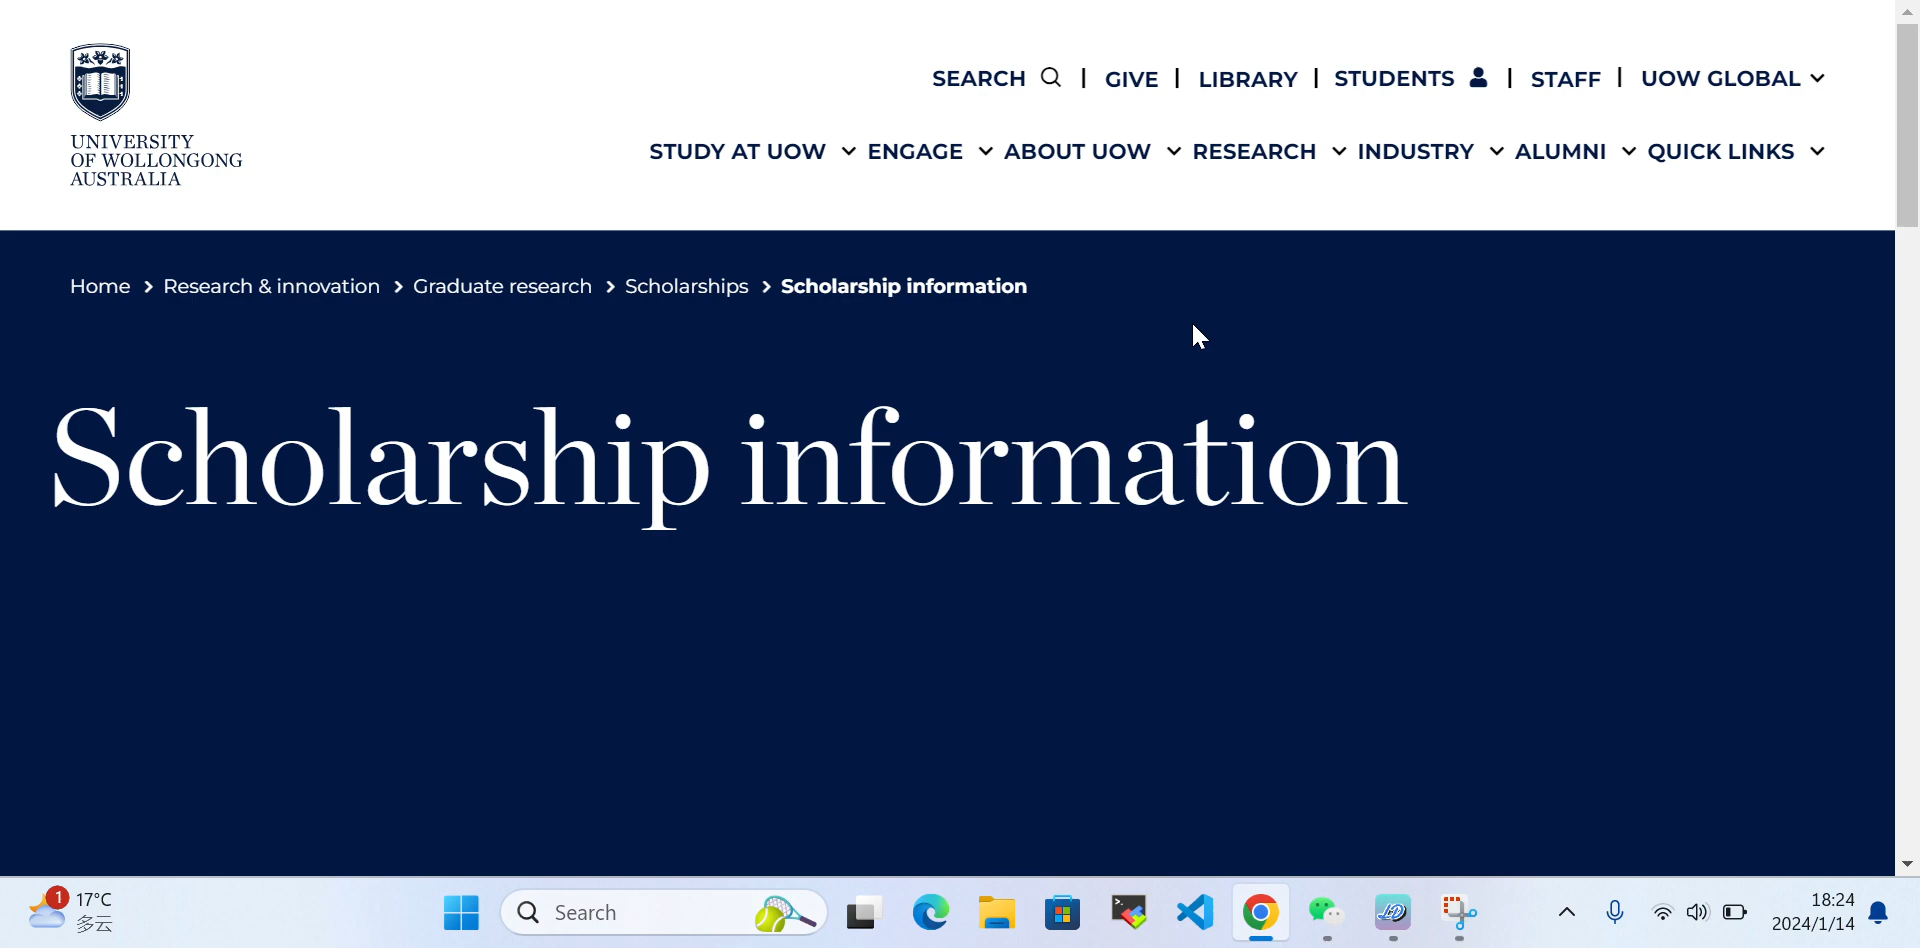 UNIVERSITY
OF WOLLONGONG
AUSTRALIA
SEARCH | GIVE | LIBRARY | STUDENTS | STAFF | UOW GLOBAL
STUDY AT UOW ENGAGE ABOUT UOW RESEARCH INDUSTRY ALUMNI QUICK LINKS
Home > Research & innovation > Graduate research > Scholarships > Scholarship information
Scholarship information
1
17°C
多云
Search
18:24
2024/1/14